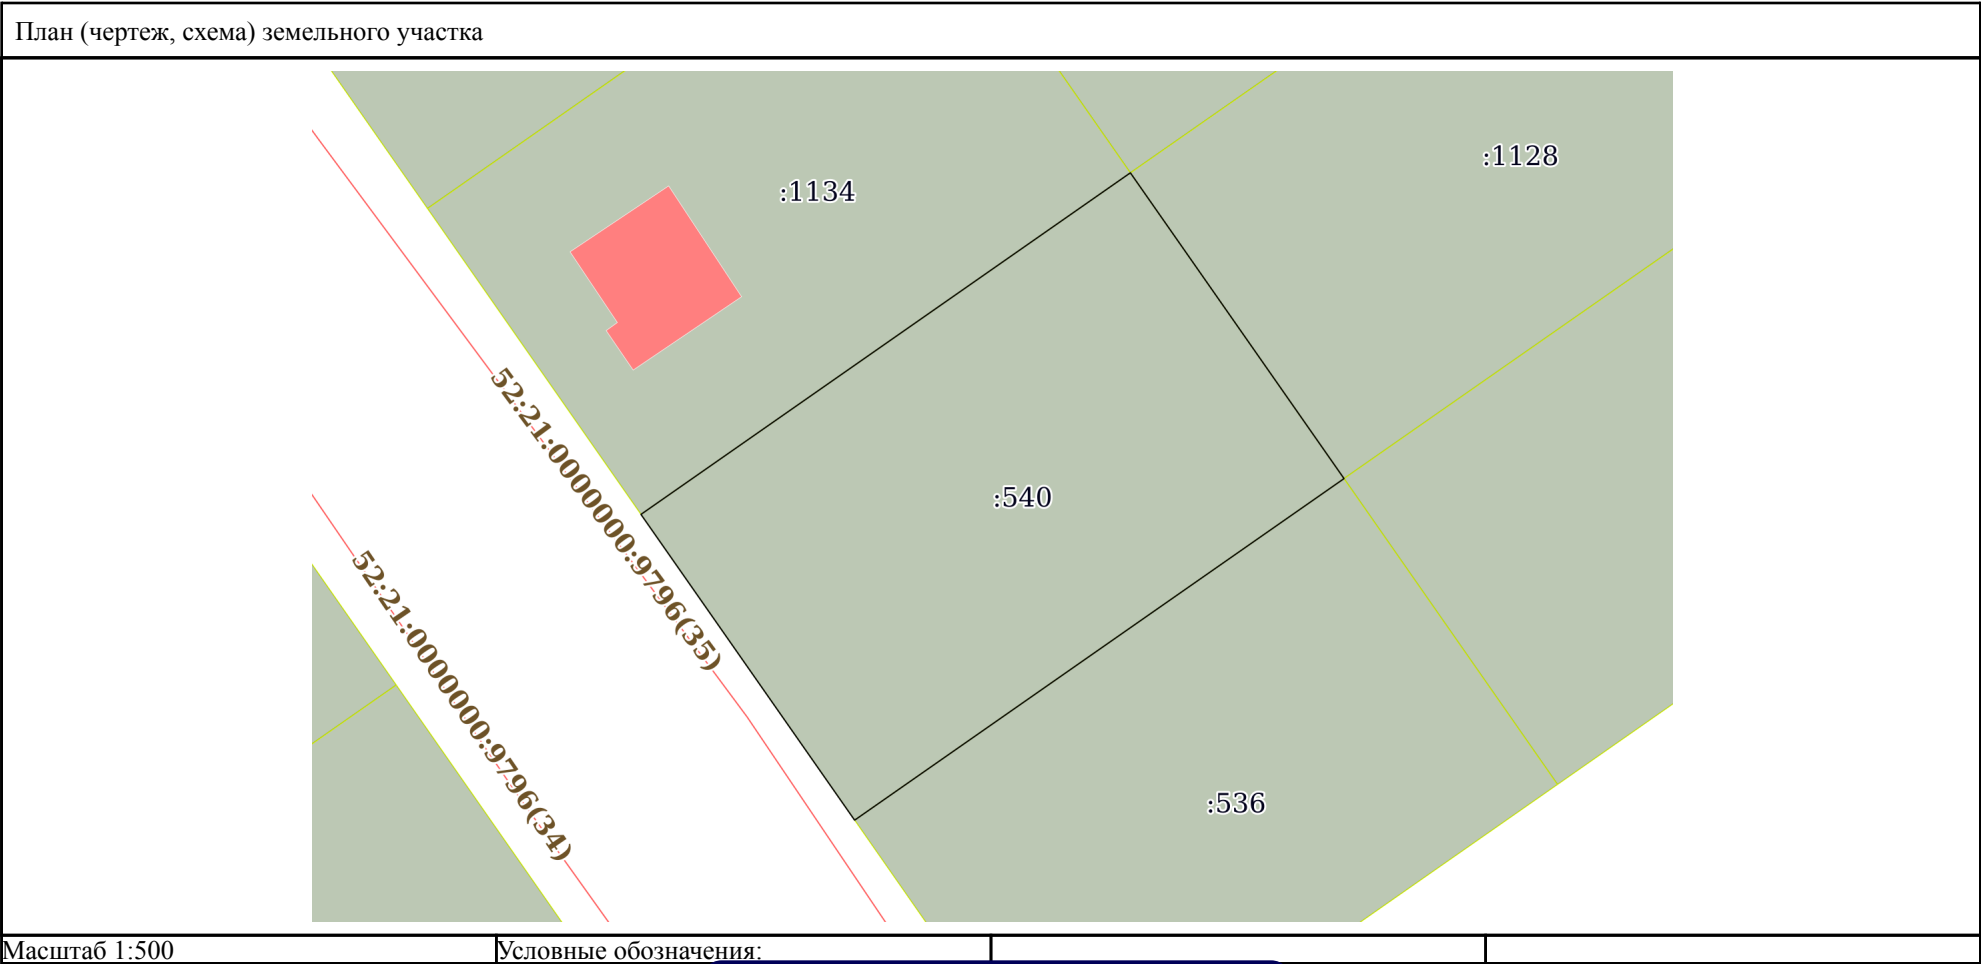 План (чертеж, схема) земельного участка
:1128
:1134
52:21:0000000:9796(35)
:540
52:21:0000000:9796(34)
:536
Масштаб 1:500
Условные обозначения: